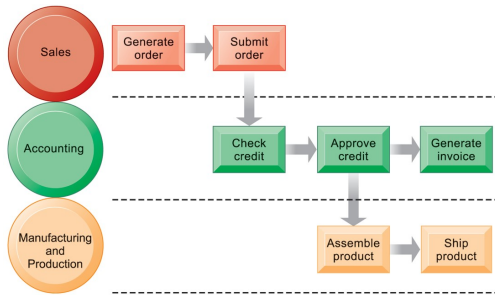 Sales
Generate
order
Submit
order
Accounting
Check
credit
Approve
credit
Generate
invoice
Manufacturing
and
Production
Assemble
product
Ship
product